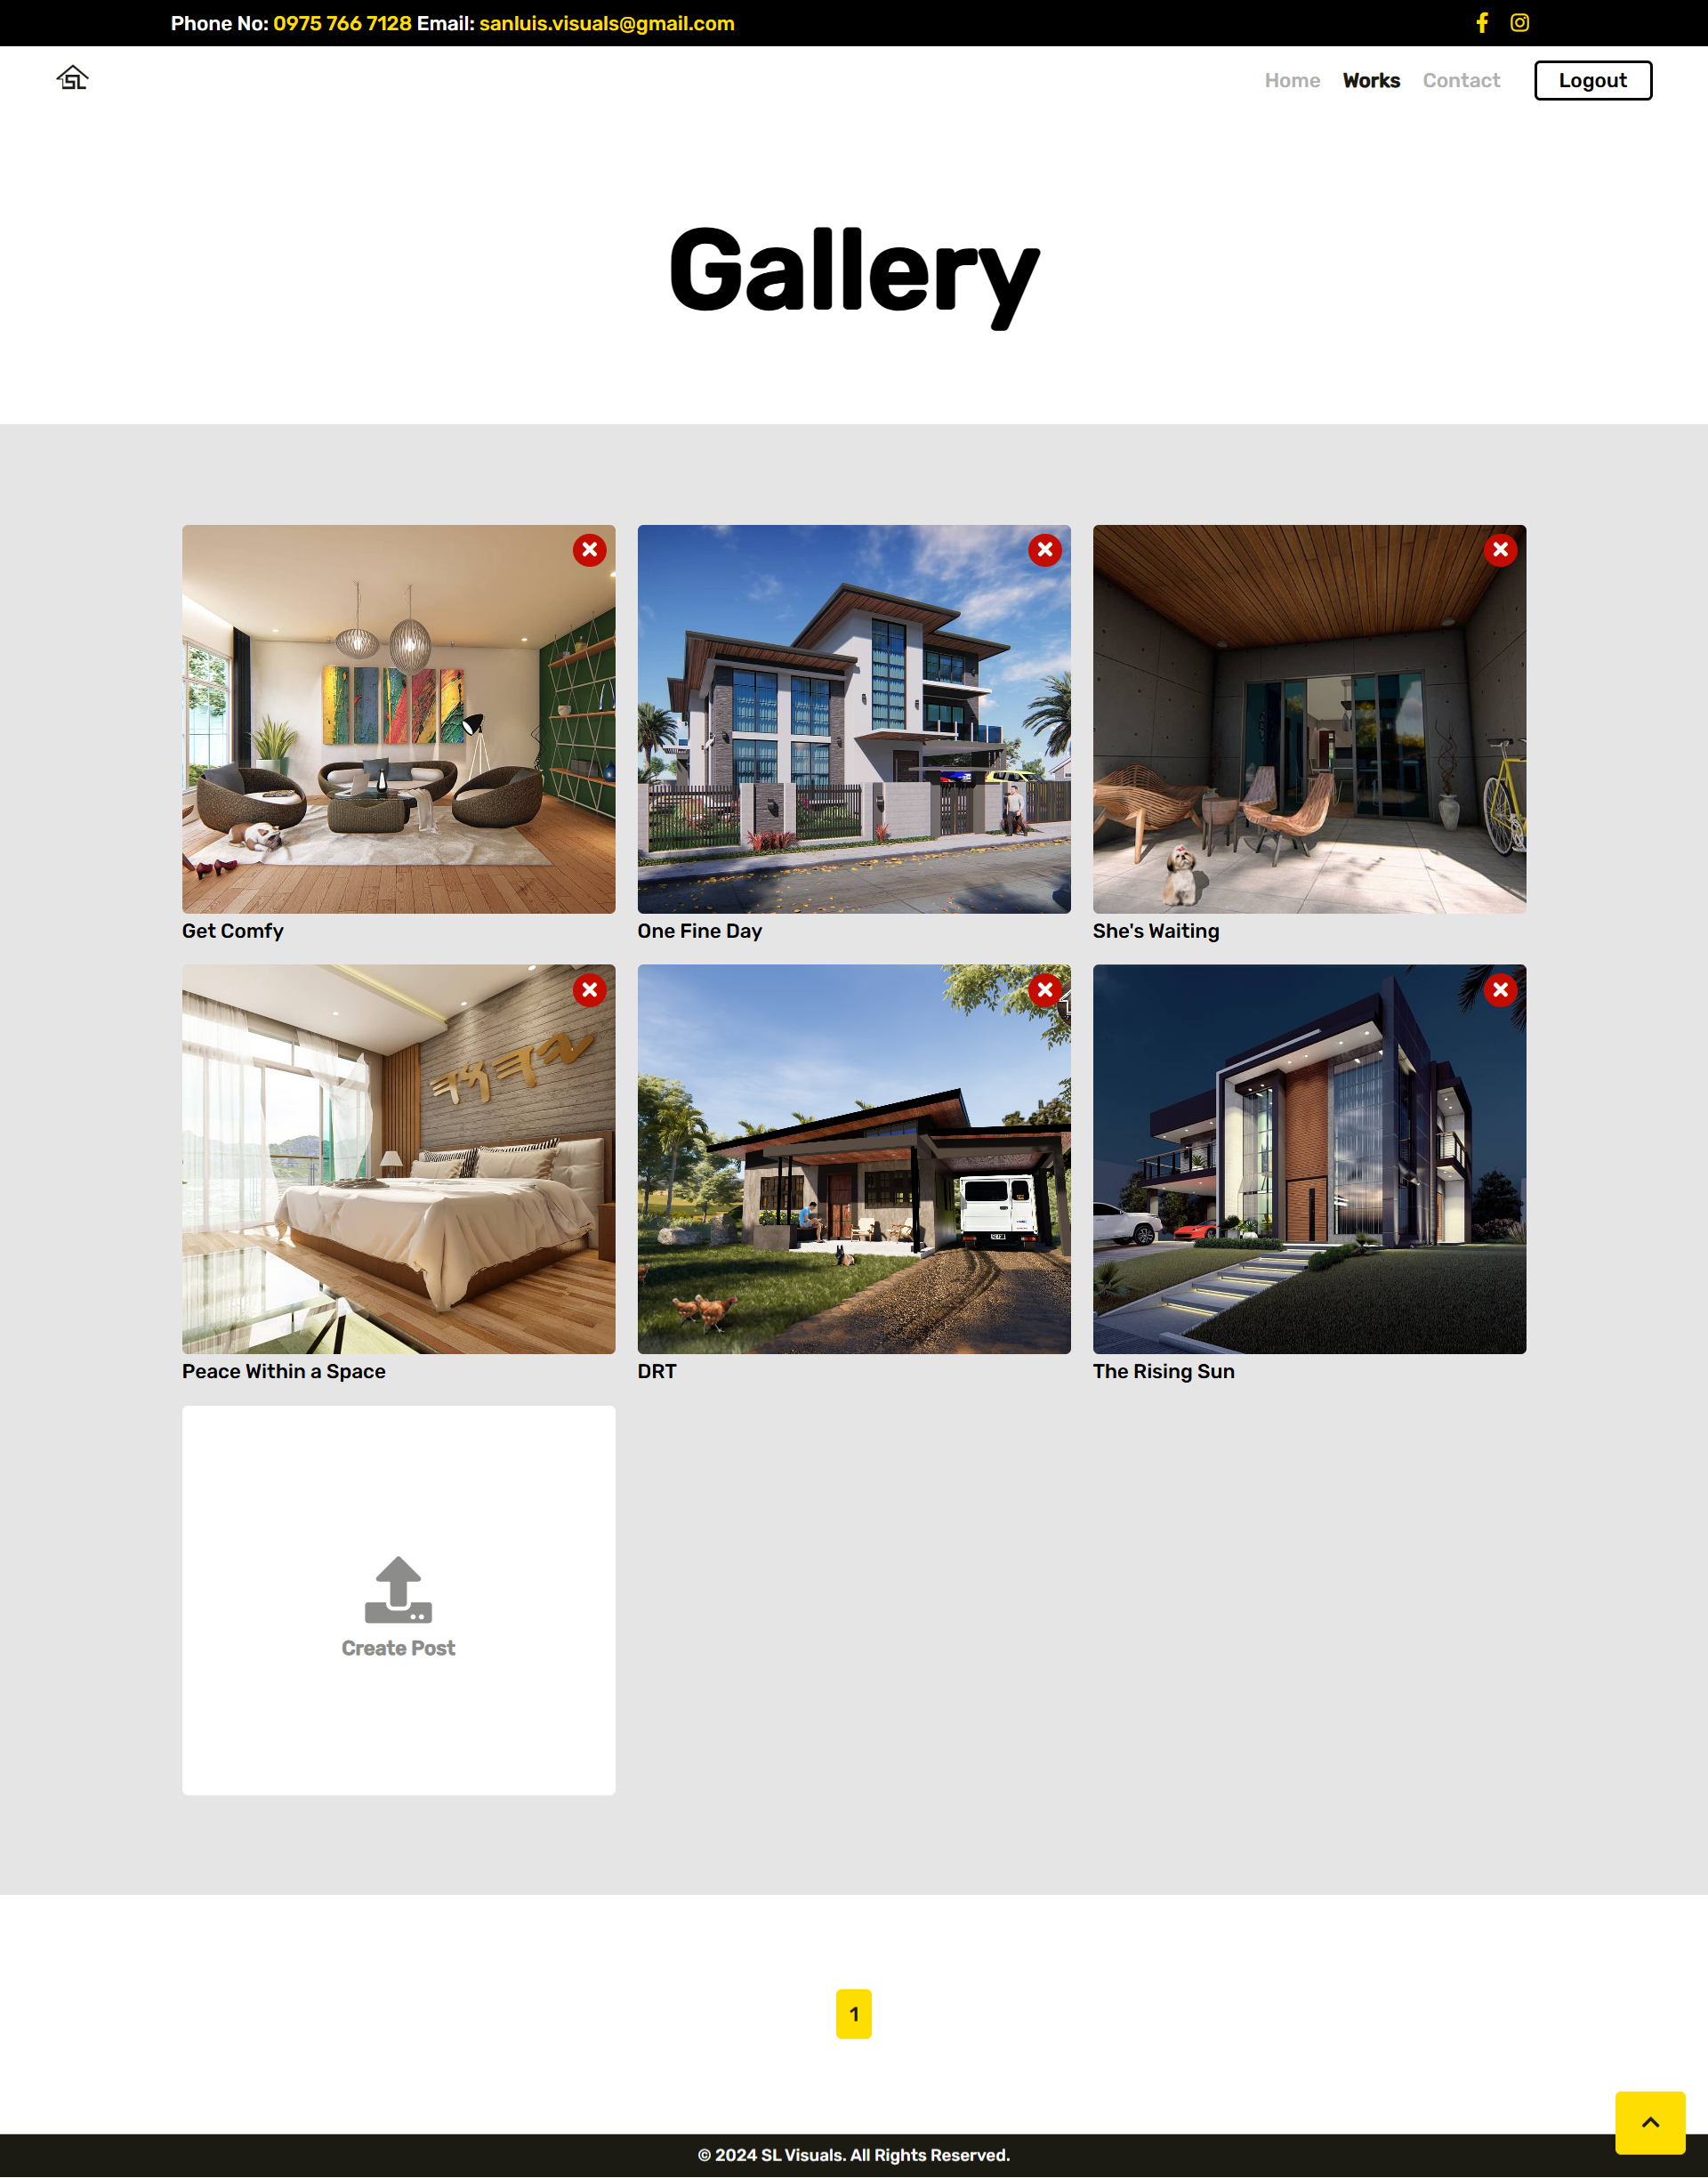 Phone No: 0975 766 7128 Email: sanluis.visuals@gmail.com
SL
Home Works Contact Logout
Gallery
Get Comfy
One Fine Day
She's Waiting
Peace Within a Space
DRT
The Rising Sun
Create Post
1
© 2024 SL Visuals. All Rights Reserved.